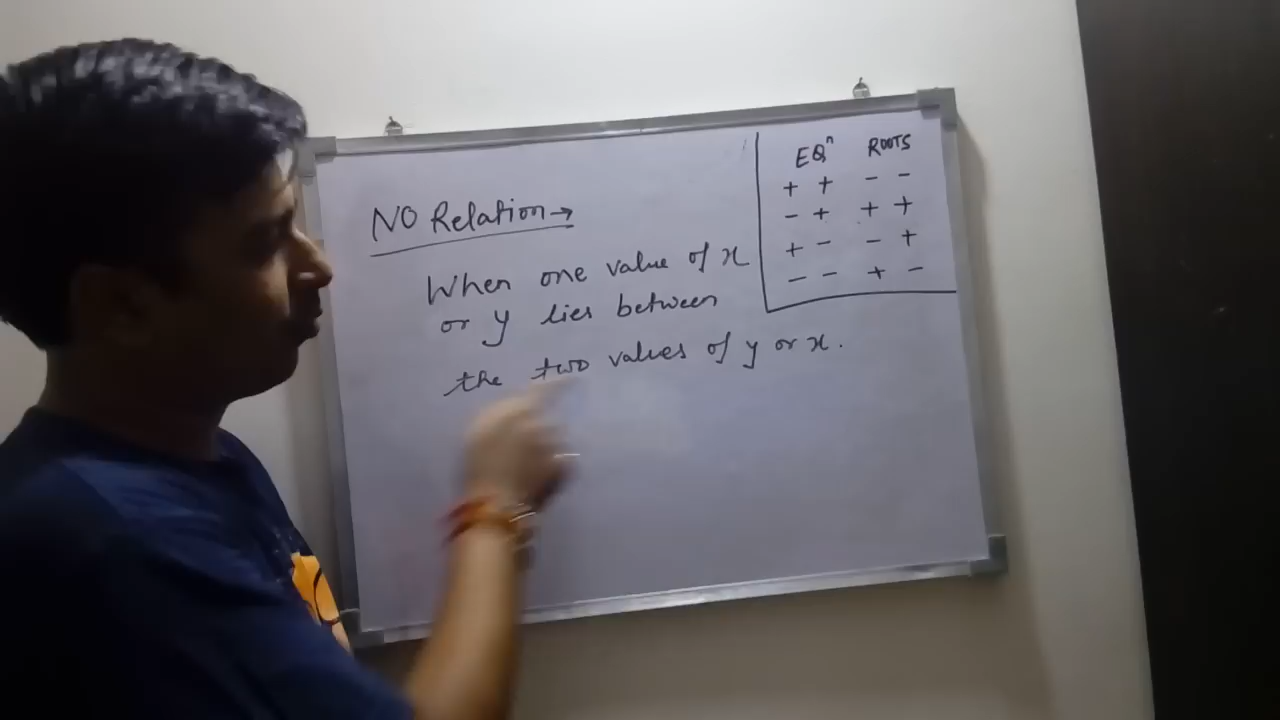 NO Relation→
When one value of x
or y lies between
the two values of y or x.
EQⁿ ROOTS
+ + - -
- + + +
+ - - +
- - + -